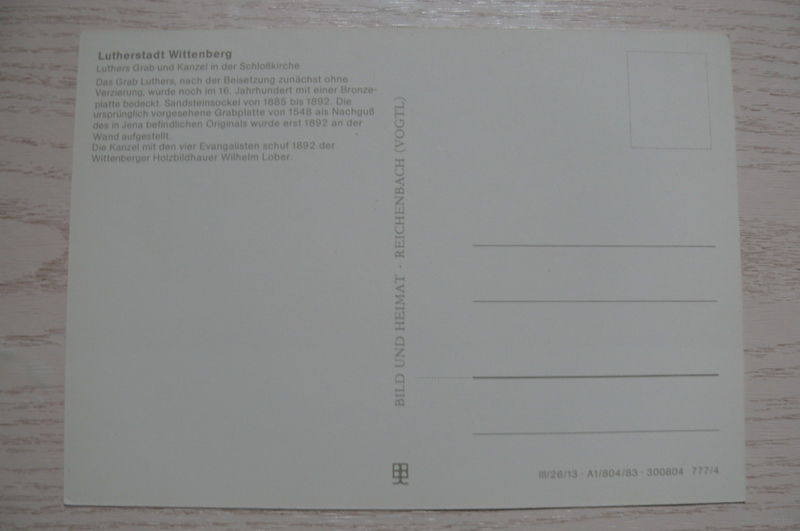 Lutherstadt Wittenberg
Luthers Grab und Kanzel in der Schloßkirche
Das Grab Luthers, nach der Beisetzung zunächst ohne
Verzierung, wurde noch im 16. Jahrhundert mit einer Bronze-
platte bedeckt. Sandsteinsockel von 1885 bis 1892. Die
ursprünglich vorgesehene Grabplatte von 1548 als Nachguß
des in Jena befindlichen Originals wurde erst 1892 an der
Wand aufgestellt.
Die Kanzel mit den vier Evangelisten schuf 1892 der
Wittenberger Holzbildhauer Wilhelm Lober.
BILD UND HEIMAT · REICHENBACH (VOGTL)
III/26/13 · A1/804/83 · 300804 777/4